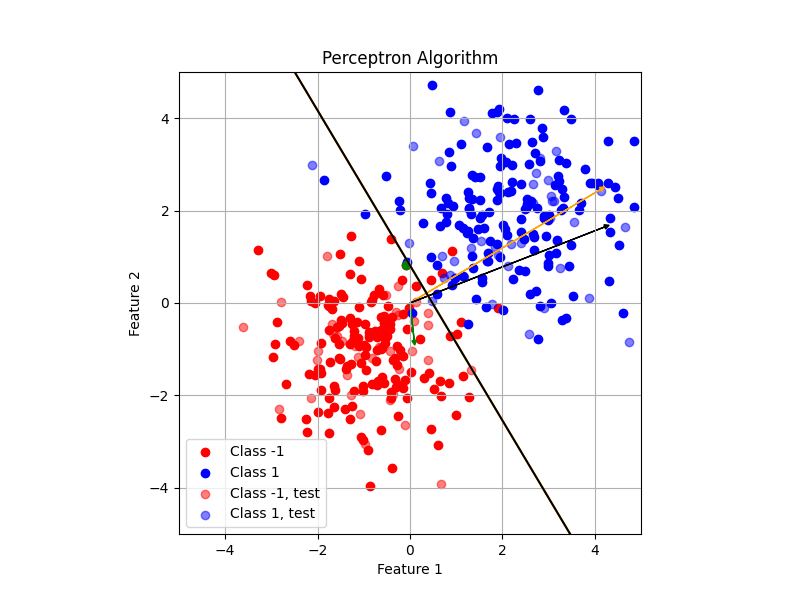 Perceptron Algorithm
Feature 2
4
2
0
−2
−4
Class -1
Class 1
Class -1, test
Class 1, test
−4 −2 0 2 4
Feature 1